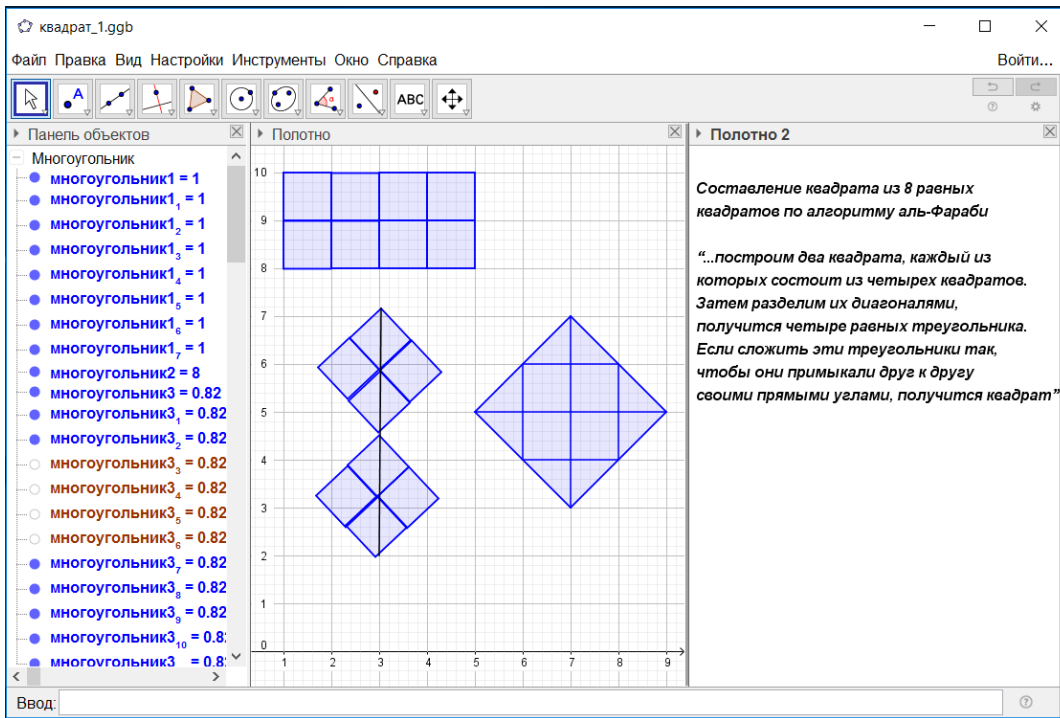 квадрат_1.ggb
Файл Правка Вид Настройки Инструменты Окно Справка
Войти...
A
α
ABC
Панель объектов
Многоугольник
многоугольник1 = 1
многоугольник1₁ = 1
многоугольник1₂ = 1
многоугольник1₃ = 1
многоугольник1₄ = 1
многоугольник1₅ = 1
многоугольник1₆ = 1
многоугольник1₇ = 1
многоугольник2 = 8
многоугольник3 = 0.82
многоугольник3₁ = 0.82
многоугольник3₂ = 0.82
многоугольник3₃ = 0.82
многоугольник3₄ = 0.82
многоугольник3₅ = 0.82
многоугольник3₆ = 0.82
многоугольник3₇ = 0.82
многоугольник3₈ = 0.82
многоугольник3₉ = 0.82
многоугольник3₁₀ = 0.8
многоугольник3 = 0.8
Полотно
10
9
8
7
6
5
4
3
2
1
0
1 2 3 4 5 6 7 8 9
Полотно 2
Составление квадрата из 8 равных
квадратов по алгоритму аль-Фараби
“...построим два квадрата, каждый из
которых состоит из четырех квадратов.
Затем разделим их диагоналями,
получится четыре равных треугольника.
Если сложить эти треугольники так,
чтобы они примыкали друг к другу
своими прямыми углами, получится квадрат”
Ввод: